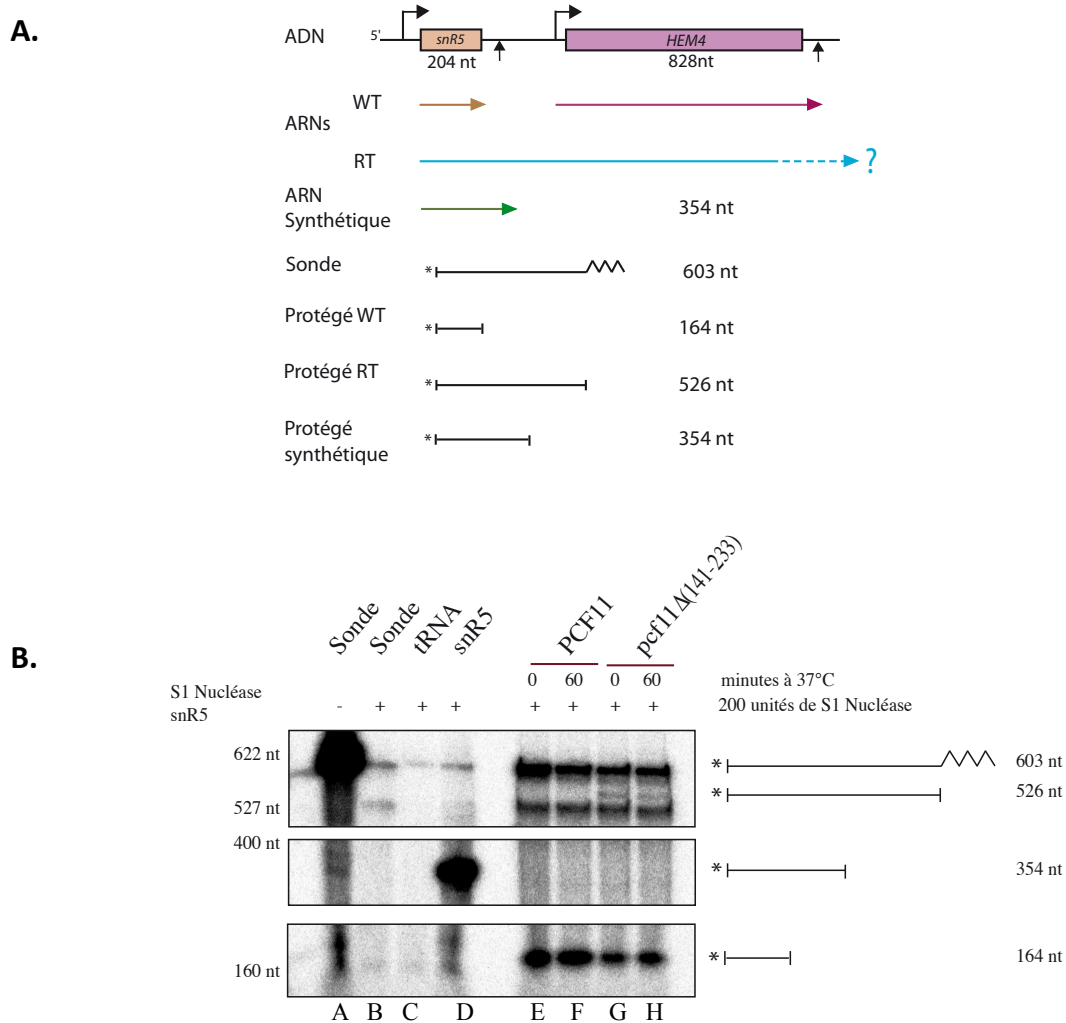 A.
ADN 5' snR5 HEM4
204 nt 828nt
WT
ARNs
RT ?
ARN
Synthétique 354 nt
Sonde * 603 nt
Protégé WT
* 164 nt
Protégé RT
* 526 nt
Protégé
synthétique * 354 nt
B.
Sonde Sonde tRNA snR5 PCF11 pcf11Δ(141-233)
0 60 0 60 minutes à 37°C
S1 Nucléase - + + + + + + + 200 unités de S1 Nucléase
snR5
622 nt * 603 nt
527 nt * 526 nt
400 nt
* 354 nt
160 nt * 164 nt
A B C D E F G H